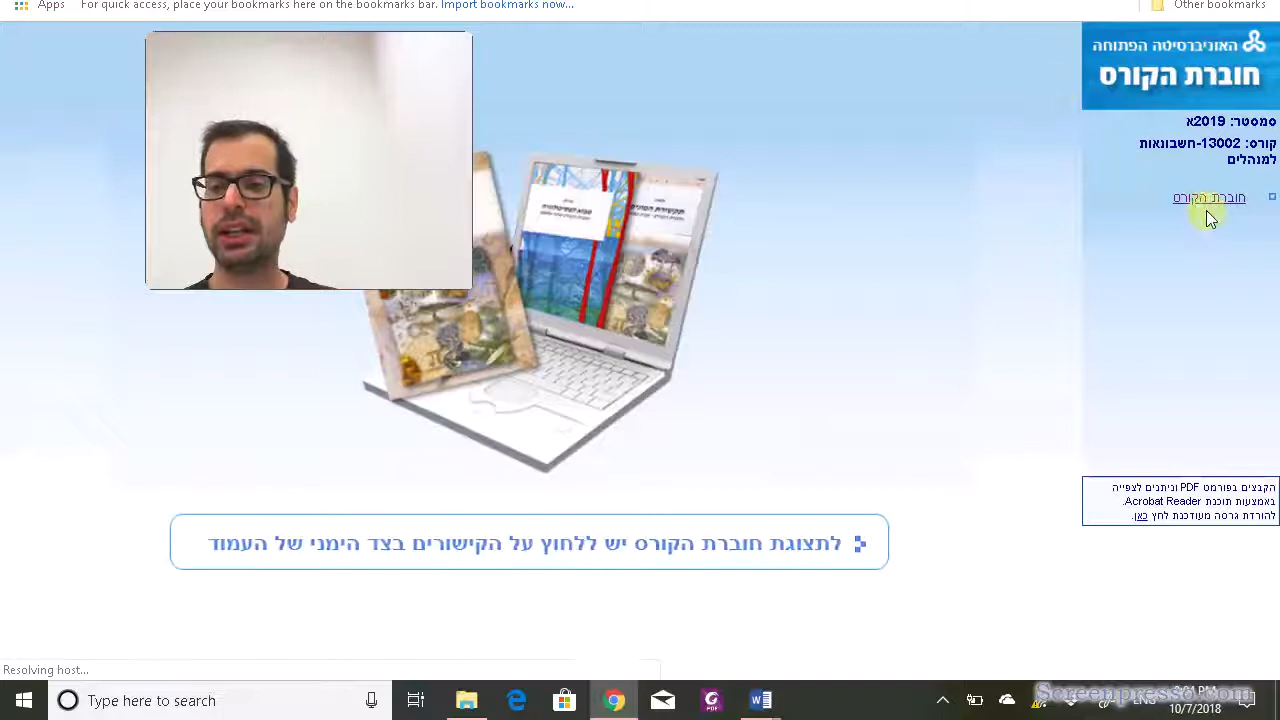 Apps For quick access, place your bookmarks here on the bookmarks bar. Import bookmarks now... Other bookmarks
האוניברסיטה הפתוחה
חוברת הקורס
סמסטר: 2019א
קורס: 13002-חשבונאות
למנהלים
חוברת הקורס
הקבצים בפורמט PDF וניתנים לצפייה
באמצעות תוכנת Acrobat Reader.
להורדת גרסה מעודכנת לחץ כאן.
לתצוגת חוברת הקורס יש ללחוץ על הקישורים בצד הימני של העמוד
Resolving host...
Type here to search
ENG
Screenpresso.com
10/7/2018